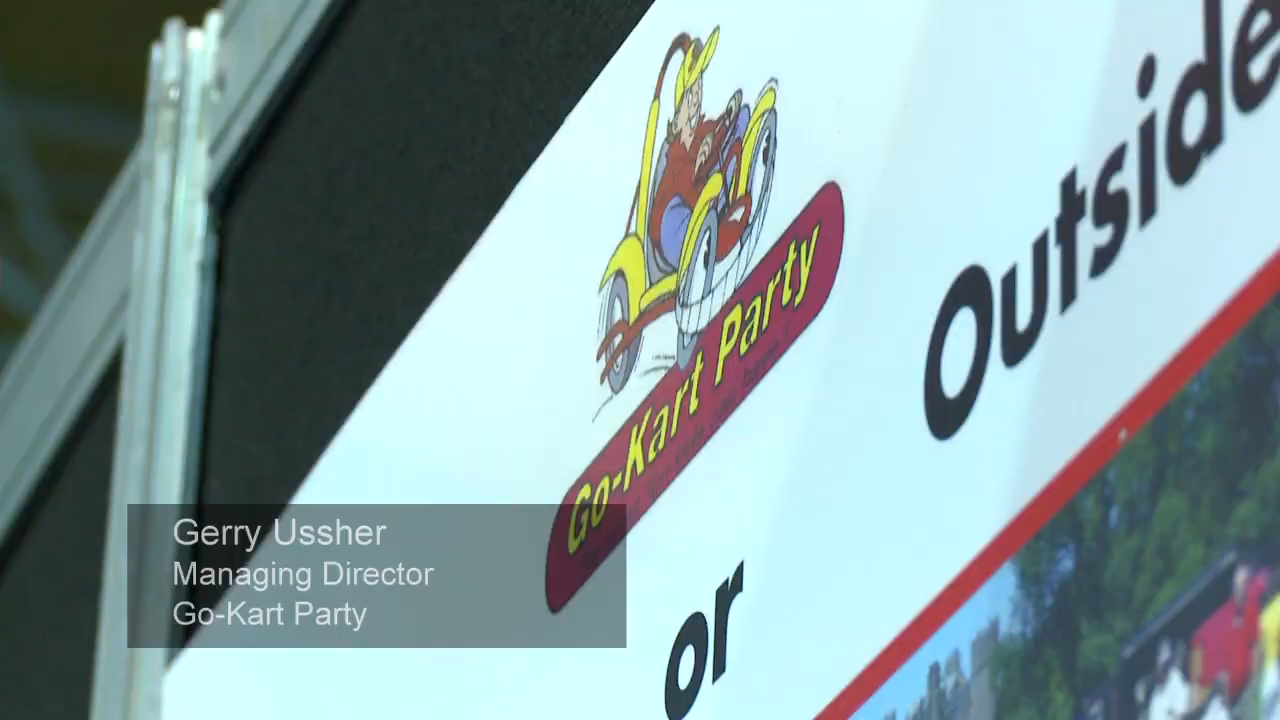 Outside
Go-Kart Party
or
Gerry Ussher
Managing Director
Go-Kart Party